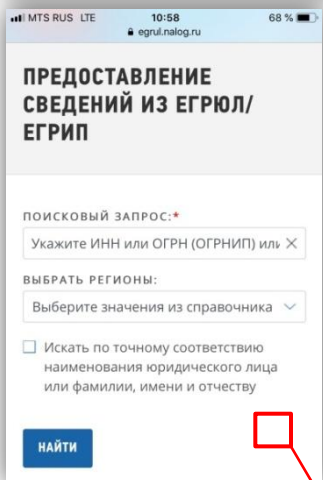 MTS RUS LTE 10:58 68 %
egrul.nalog.ru
ПРЕДОСТАВЛЕНИЕ
СВЕДЕНИЙ ИЗ ЕГРЮЛ/
ЕГРИП
ПОИСКОВЫЙ ЗАПРОС:*
Укажите ИНН или ОГРН (ОГРНИП) или
ВЫБРАТЬ РЕГИОНЫ:
Выберите значения из справочника
Искать по точному соответствию
наименования юридического лица
или фамилии, имени и отчеству
НАЙТИ